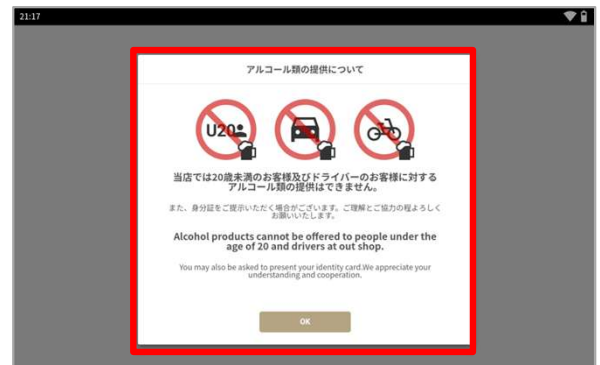 21:17
アルコール類の提供について
U20
当店では20歳未満のお客様及びドライバーのお客様に対する
アルコール類の提供はできません。
また、身分証をご提示いただく場合がございます。ご理解とご協力の程よろしく
お願いいたします。
Alcohol products cannot be offered to people under the
age of 20 and drivers at out shop.
You may also be asked to present your identity card.We appreciate your
understanding and cooperation.
OK